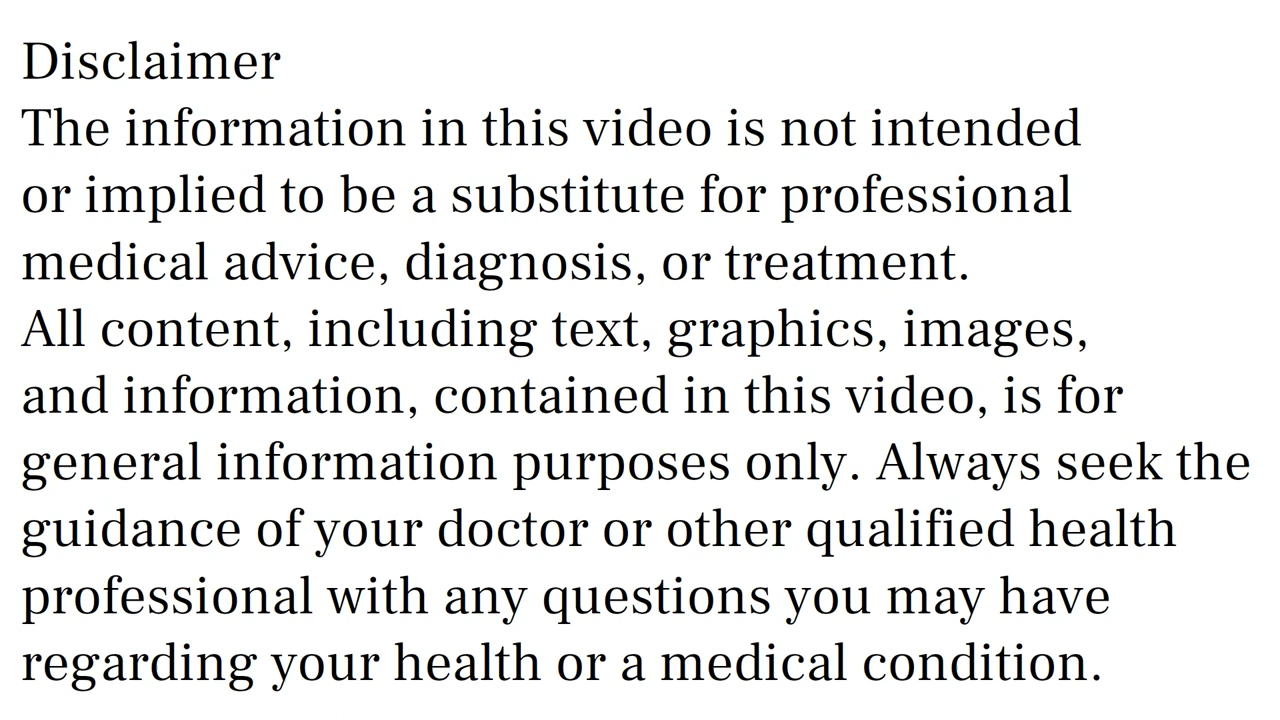 Disclaimer
The information in this video is not intended
or implied to be a substitute for professional
medical advice, diagnosis, or treatment.
All content, including text, graphics, images,
and information, contained in this video, is for
general information purposes only. Always seek the
guidance of your doctor or other qualified health
professional with any questions you may have
regarding your health or a medical condition.